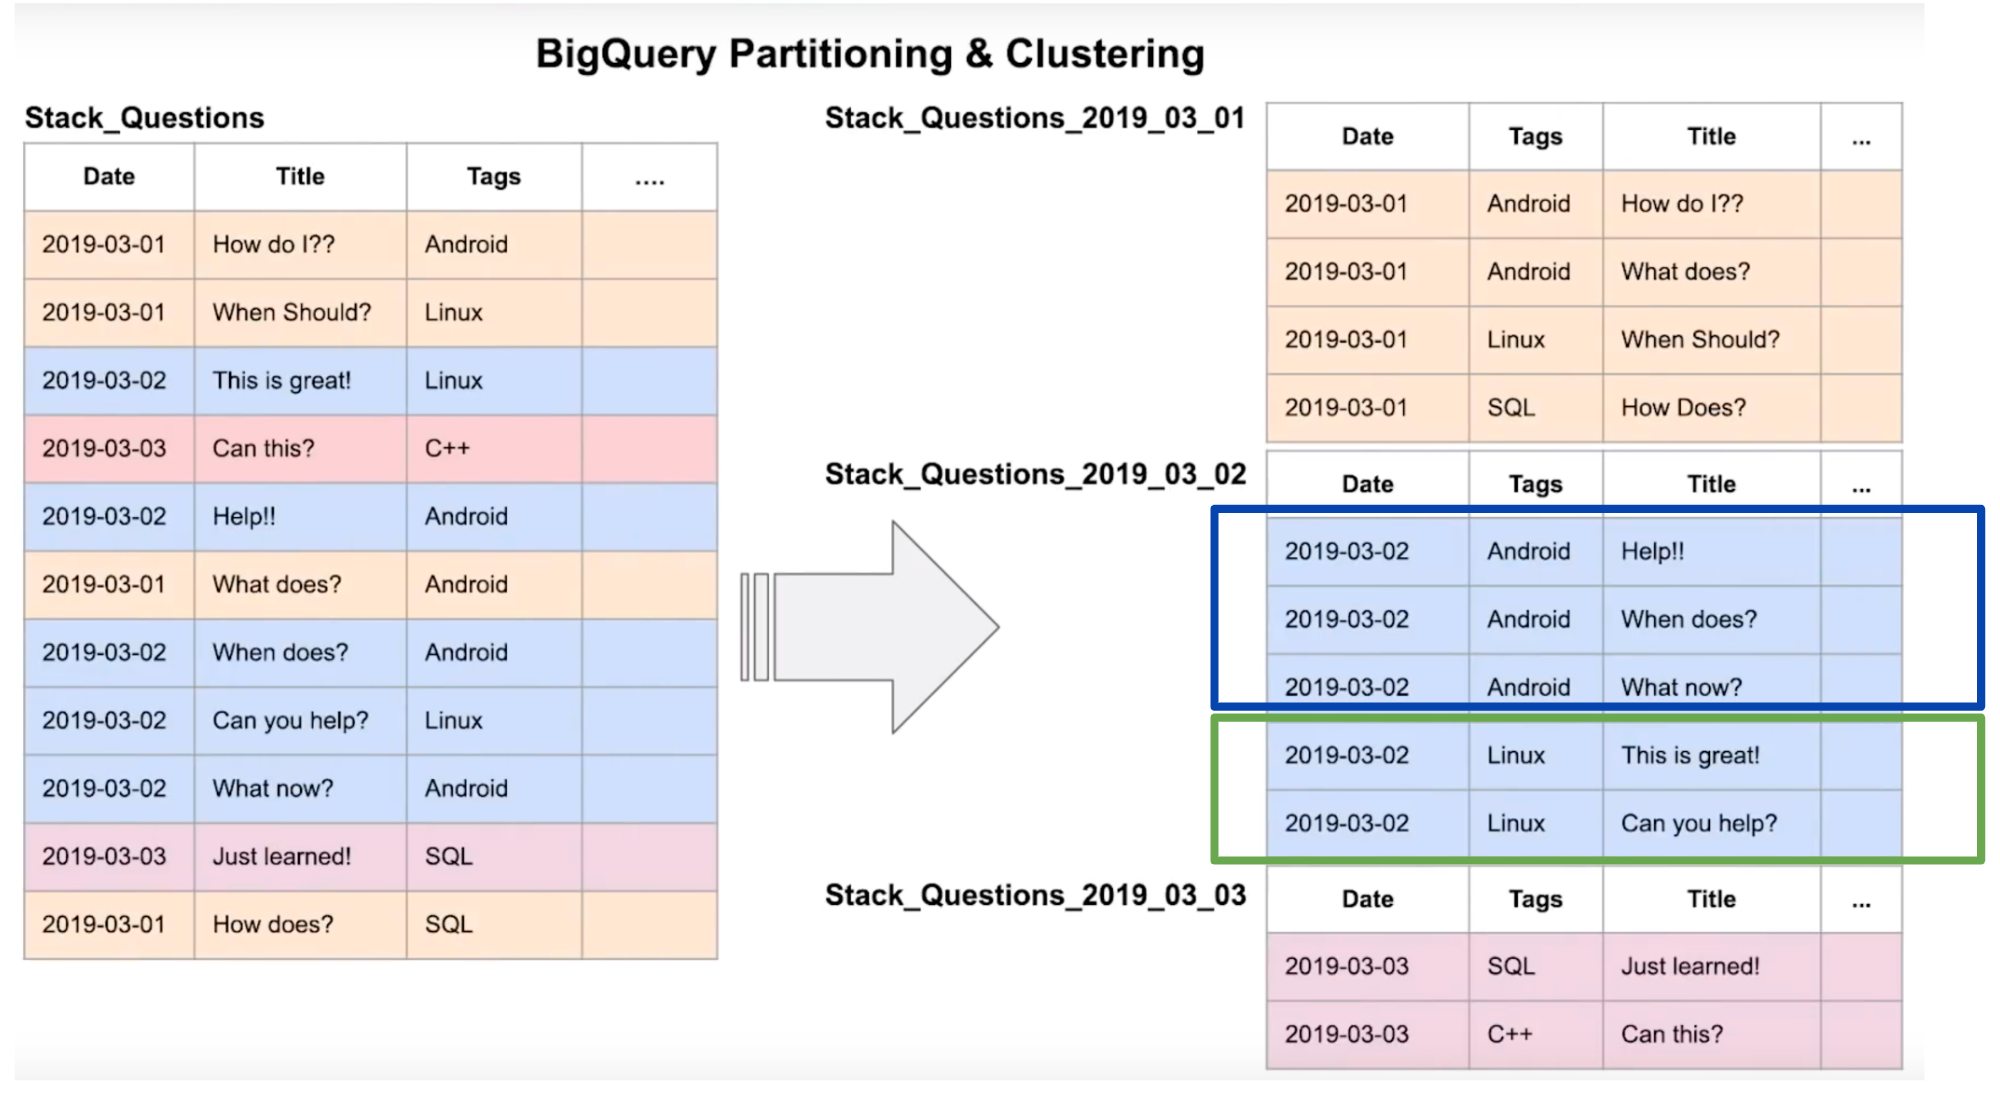 BigQuery Partitioning & Clustering
Stack_Questions
Date Title Tags ....
2019-03-01 How do I?? Android
2019-03-01 When Should? Linux
2019-03-02 This is great! Linux
2019-03-03 Can this? C++
2019-03-02 Help!! Android
2019-03-01 What does? Android
2019-03-02 When does? Android
2019-03-02 Can you help? Linux
2019-03-02 What now? Android
2019-03-03 Just learned! SQL
2019-03-01 How does? SQL
Stack_Questions_2019_03_01
Date Tags Title ...
2019-03-01 Android How do I??
2019-03-01 Android What does?
2019-03-01 Linux When Should?
2019-03-01 SQL How Does?
Stack_Questions_2019_03_02
Date Tags Title ...
2019-03-02 Android Help!!
2019-03-02 Android When does?
2019-03-02 Android What now?
2019-03-02 Linux This is great!
2019-03-02 Linux Can you help?
Stack_Questions_2019_03_03
Date Tags Title ...
2019-03-03 SQL Just learned!
2019-03-03 C++ Can this?